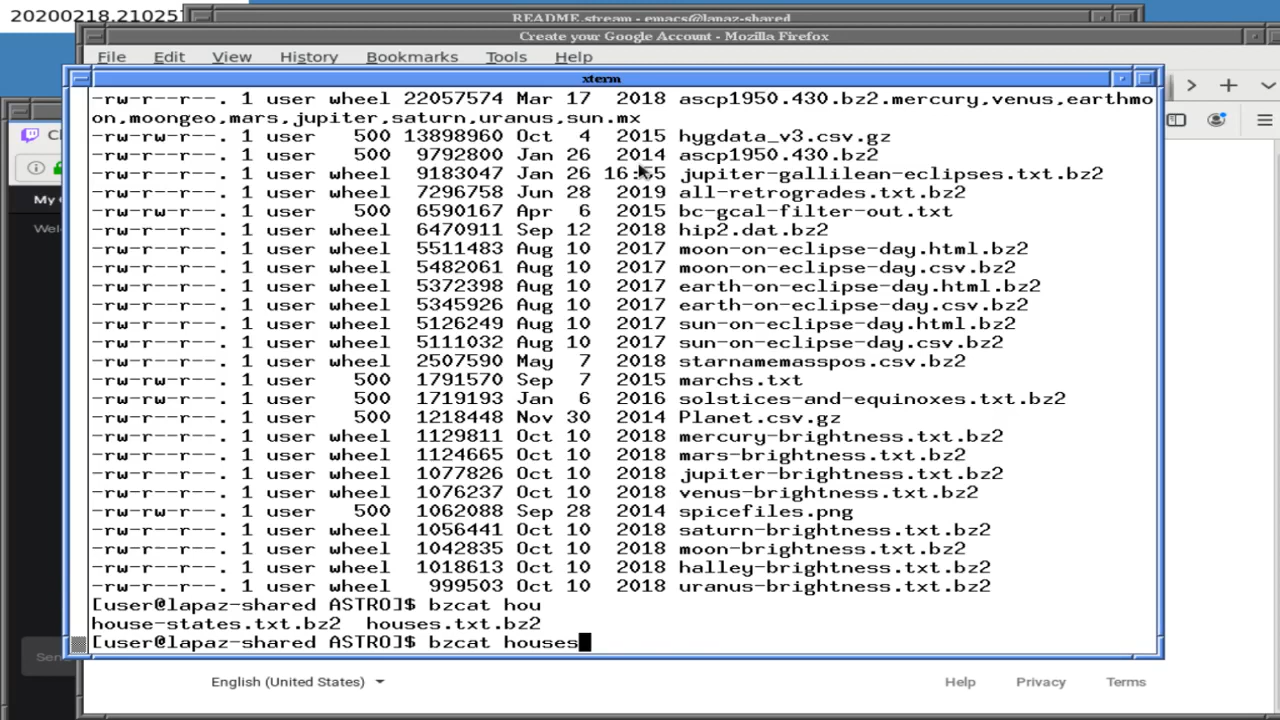 20200218.21025
README.stream - emacs@lapaz-shared
Create your Google Account - Mozilla Firefox
File Edit View History Bookmarks Tools Help
xterm
-rw-r--r--. 1 user wheel 22057574 Mar 17 2018 ascp1950.430.bz2.mercury,venus,earthmo
on,moongeo,mars,jupiter,saturn,uranus,sun.mx
-rw-rw-r--. 1 user 500 13898960 Oct 4 2015 hygdata_v3.csv.gz
-rw-rw-r--. 1 user 500 9792800 Jan 26 2014 ascp1950.430.bz2
-rw-r--r--. 1 user wheel 9183047 Jan 26 16:55 jupiter-gallilean-eclipses.txt.bz2
-rw-r--r--. 1 user wheel 7296758 Jun 28 2019 all-retrogrades.txt.bz2
-rw-rw-r--. 1 user 500 6590167 Apr 6 2015 bc-gcal-filter-out.txt
-rw-r--r--. 1 user wheel 6470911 Sep 12 2018 hip2.dat.bz2
-rw-r--r--. 1 user wheel 5511483 Aug 10 2017 moon-on-eclipse-day.html.bz2
-rw-r--r--. 1 user wheel 5482061 Aug 10 2017 moon-on-eclipse-day.csv.bz2
-rw-r--r--. 1 user wheel 5372398 Aug 10 2017 earth-on-eclipse-day.html.bz2
-rw-r--r--. 1 user wheel 5345926 Aug 10 2017 earth-on-eclipse-day.csv.bz2
-rw-r--r--. 1 user wheel 5126249 Aug 10 2017 sun-on-eclipse-day.html.bz2
-rw-r--r--. 1 user wheel 5111032 Aug 10 2017 sun-on-eclipse-day.csv.bz2
-rw-r--r--. 1 user wheel 2507590 May 7 2018 starnamemasspos.csv.bz2
-rw-rw-r--. 1 user 500 1791570 Sep 7 2015 marchs.txt
-rw-rw-r--. 1 user 500 1719193 Jan 6 2016 solstices-and-equinoxes.txt.bz2
-rw-rw-r--. 1 user 500 1218448 Nov 30 2014 Planet.csv.gz
-rw-r--r--. 1 user wheel 1129811 Oct 10 2018 mercury-brightness.txt.bz2
-rw-r--r--. 1 user wheel 1124665 Oct 10 2018 mars-brightness.txt.bz2
-rw-r--r--. 1 user wheel 1077826 Oct 10 2018 jupiter-brightness.txt.bz2
-rw-r--r--. 1 user wheel 1076237 Oct 10 2018 venus-brightness.txt.bz2
-rw-rw-r--. 1 user 500 1062088 Sep 28 2014 spicefiles.png
-rw-r--r--. 1 user wheel 1056441 Oct 10 2018 saturn-brightness.txt.bz2
-rw-r--r--. 1 user wheel 1042835 Oct 10 2018 moon-brightness.txt.bz2
-rw-r--r--. 1 user wheel 1018613 Oct 10 2018 halley-brightness.txt.bz2
-rw-r--r--. 1 user wheel 999503 Oct 10 2018 uranus-brightness.txt.bz2
[user@lapaz-shared ASTRO]$ bzcat hou
house-states.txt.bz2 houses.txt.bz2
[user@lapaz-shared ASTRO]$ bzcat houses
Ch
My
Wel
Sen
English (United States) Help Privacy Terms